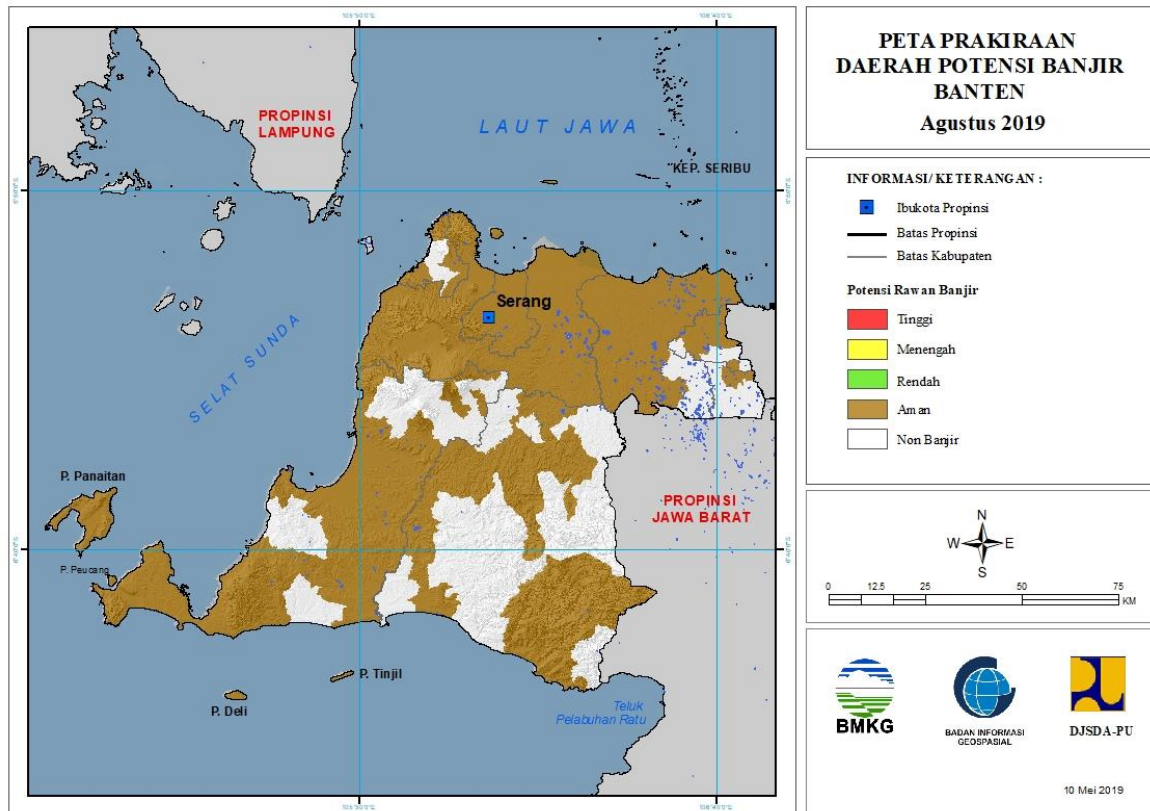 PETA PRAKIRAAN
DAERAH POTENSI BANJIR
BANTEN
Agustus 2019
INFORMASI/ KETERANGAN :
Ibukota Propinsi
Batas Propinsi
Batas Kabupaten
Potensi Rawan Banjir
Tinggi
Menengah
Rendah
Aman
Non Banjir
N
W E
S
0 12.5 25 50 75
KM
BMKG
BADAN INFORMASI
GEOSPASIAL
DJSDA-PU
10 Mei 2019
PROPINSI
LAMPUNG
LAUT JAWA
KEP. SERIBU
Serang
SELAT SUNDA
P. Panaitan
P. Peucang
PROPINSI
JAWA BARAT
P. Tinjil
P. Deli
Teluk
Pelabuhan Ratu